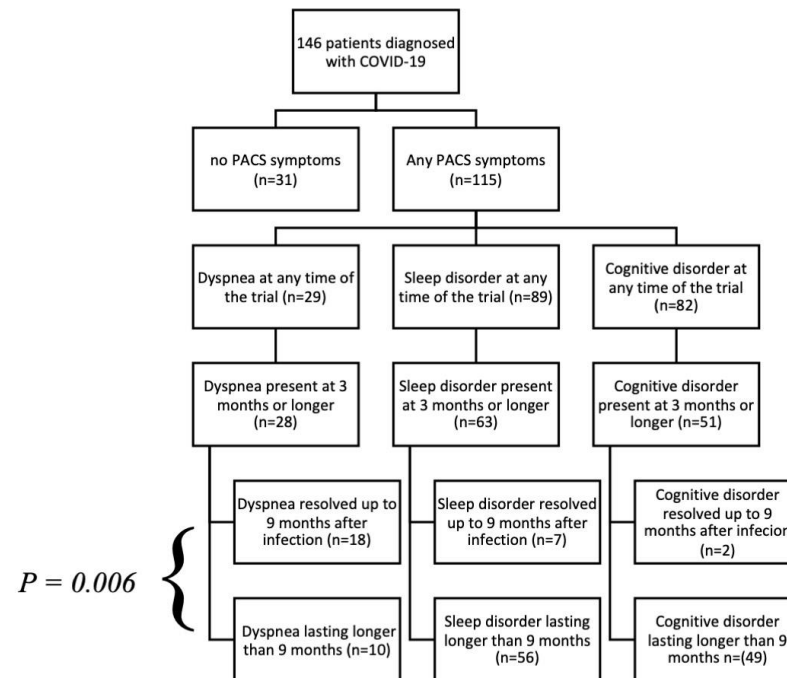 146 patients diagnosed
with COVID-19
no PACS symptoms
(n=31)
Any PACS symptoms
(n=115)
Dyspnea at any time of
the trial (n=29)
Sleep disorder at any
time of the trial (n=89)
Cognitive disorder at
any time of the trial
(n=82)
Dyspnea present at 3
months or longer
(n=28)
Sleep disorder present
at 3 months or longer
(n=63)
Cognitive disorder
present at 3 months or
longer (n=51)
Dyspnea resolved up to
9 months after
infection (n=18)
Sleep disorder resolved
up to 9 months after
infection (n=7)
Cognitive disorder
resolved up to 9
months after infecion
(n=2)
P = 0.006
{
Dyspnea lasting longer
than 9 months (n=10)
Sleep disorder lasting
longer than 9 months
(n=56)
Cognitive disorder
lasting longer than 9
months n=(49)